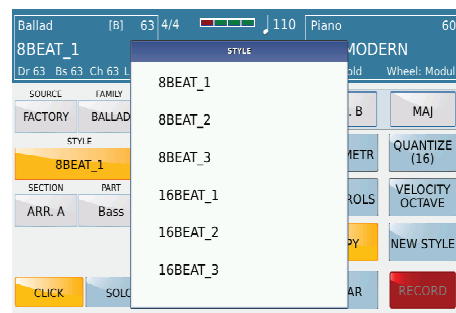 Ballad [B] 63 4/4 110 Piano 60
8BEAT_1 MODERN
Dr 63 Bs 63 Ch 63 L old Wheel: Modul
STYLE
8BEAT_1
8BEAT_2
8BEAT_3
16BEAT_1
16BEAT_2
16BEAT_3
SOURCE FAMILY
FACTORY BALLAD . B MAJ
STYLE
8BEAT_1 METR QUANTIZE
(16)
SECTION PART
ARR. A Bass ROLS VELOCITY
OCTAVE
PY NEW STYLE
CLICK SOLO AR RECORD